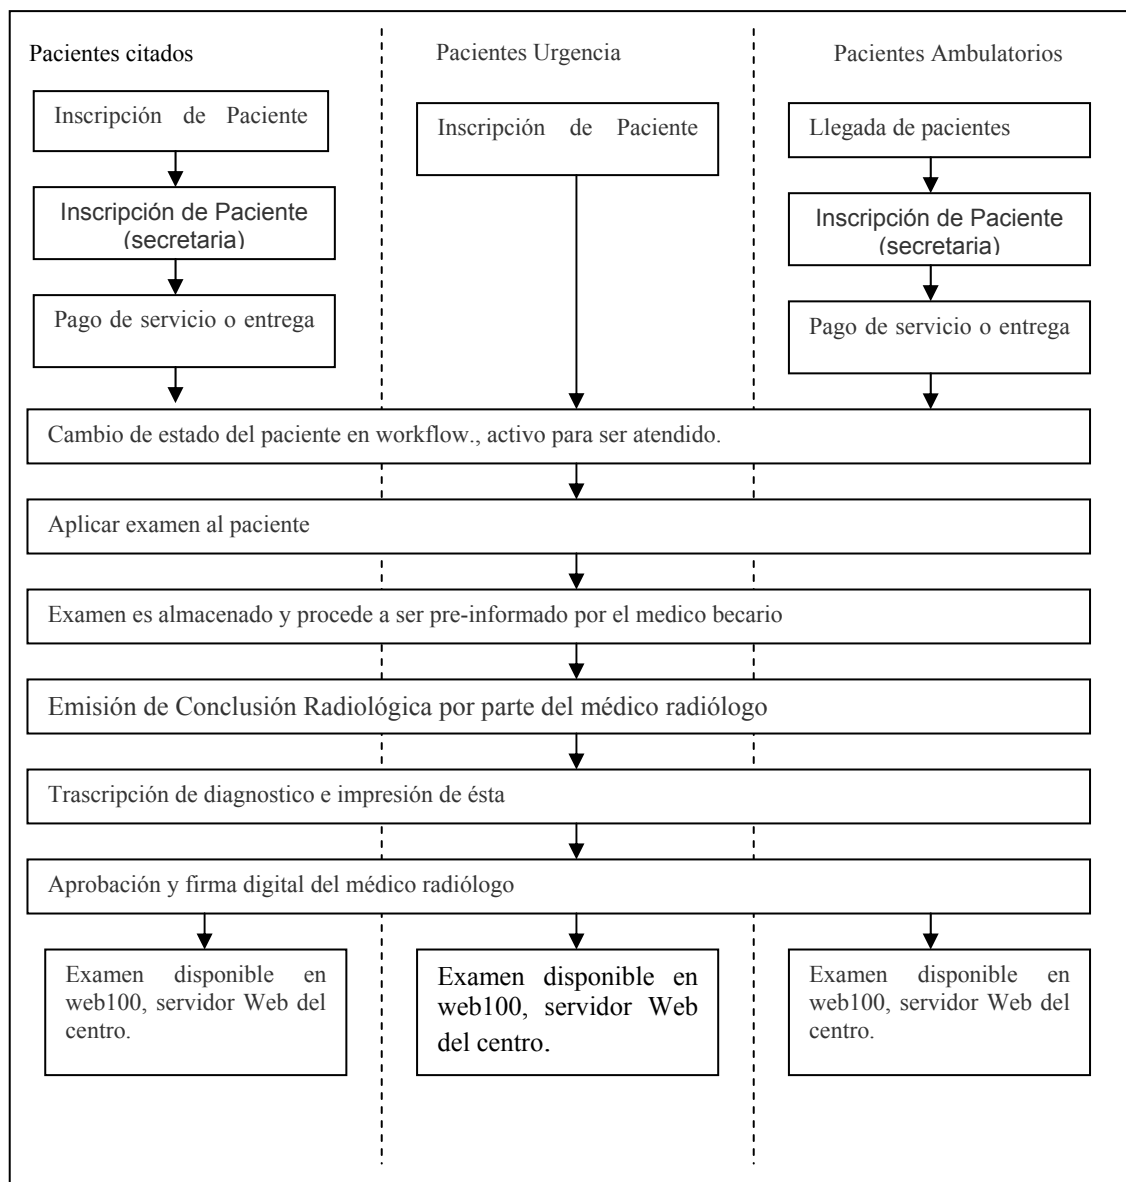 Pacientes citados
Pacientes Urgencia
Pacientes Ambulatorios
Inscripción de Paciente
Inscripción de Paciente
(secretaria)
Pago de servicio o entrega
Inscripción de Paciente
Llegada de pacientes
Inscripción de Paciente
(secretaria)
Pago de servicio o entrega
Cambio de estado del paciente en workflow., activo para ser atendido.
Aplicar examen al paciente
Examen es almacenado y procede a ser pre-informado por el medico becario
Emisión de Conclusión Radiológica por parte del médico radiólogo
Trascripción de diagnostico e impresión de ésta
Aprobación y firma digital del médico radiólogo
Examen disponible en
web100, servidor Web del
centro.
Examen disponible en
web100, servidor Web
del centro.
Examen disponible en
web100, servidor Web del
centro.